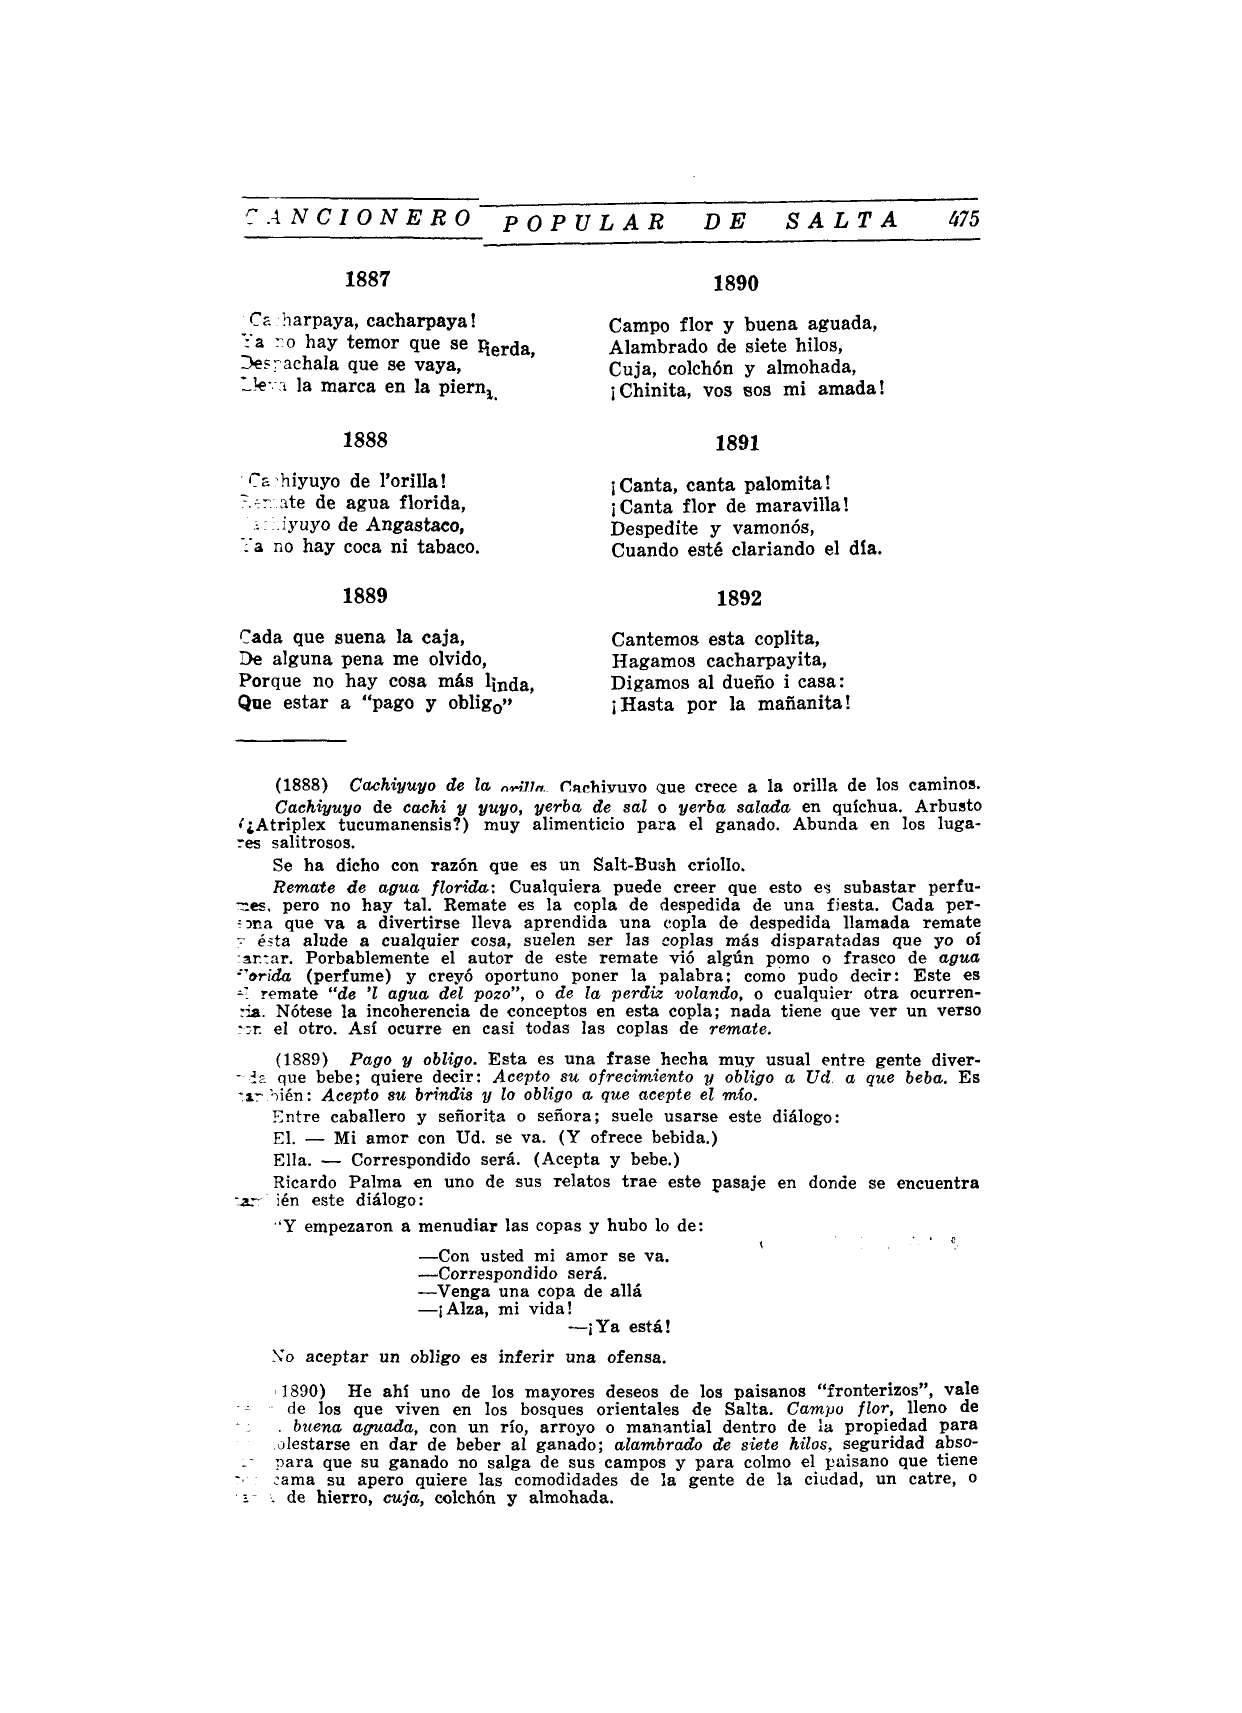 CANCIONERO POPULAR DE SALTA 475
1887
¡Cacharpaya, cacharpaya!
Ya no hay temor que se pierda,
Despachala que se vaya,
Lleva la marca en la pierna.
1888
¡Cachiyuyo de l'orilla!
Remate de agua florida,
Cachiyuyo de Angastaco,
Ya no hay coca ni tabaco.
1889
Cada que suena la caja,
De alguna pena me olvido,
Porque no hay cosa más linda,
Que estar a "pago y obligo"
1890
Campo flor y buena aguada,
Alambrado de siete hilos,
Cuja, colchón y almohada,
¡Chinita, vos sos mi amada!
1891
¡Canta, canta palomita!
¡Canta flor de maravilla!
Despedite y vamonós,
Cuando esté clariando el día.
1892
Cantemos esta coplita,
Hagamos cacharpayita,
Digamos al dueño i casa:
¡Hasta por la mañanita!
(1888) Cachiyuyo de la orilla. Cachiyuyo que crece a la orilla de los caminos.
Cachiyuyo de cachi y yuyo, yerba de sal o yerba salada en quíchua. Arbusto
(¿Atriplex tucumanensis?) muy alimenticio para el ganado. Abunda en los luga-
res salitrosos.
Se ha dicho con razón que es un Salt-Bush criollo.
Remate de agua florida: Cualquiera puede creer que esto es subastar perfu-
mes, pero no hay tal. Remate es la copla de despedida de una fiesta. Cada per-
sona que va a divertirse lleva aprendida una copla de despedida llamada remate
y ésta alude a cualquier cosa, suelen ser las coplas más disparatadas que yo oí
cantar. Porbablemente el autor de este remate vió algún pomo o frasco de agua
florida (perfume) y creyó oportuno poner la palabra; como pudo decir: Este es
el remate "de 'l agua del pozo", o de la perdiz volando, o cualquier otra ocurren-
cia. Nótese la incoherencia de conceptos en esta copla; nada tiene que ver un verso
con el otro. Así ocurre en casi todas las coplas de remate.
(1889) Pago y obligo. Esta es una frase hecha muy usual entre gente diver-
tida que bebe; quiere decir: Acepto su ofrecimiento y obligo a Ud. a que beba. Es
también: Acepto su brindis y lo obligo a que acepte el mío.
Entre caballero y señorita o señora; suele usarse este diálogo:
El. — Mi amor con Ud. se va. (Y ofrece bebida.)
Ella. — Correspondido será. (Acepta y bebe.)
Ricardo Palma en uno de sus relatos trae este pasaje en donde se encuentra
también este diálogo:
"Y empezaron a menudiar las copas y hubo lo de:
—Con usted mi amor se va.
—Correspondido será.
—Venga una copa de allá
—¡Alza, mi vida!
—¡Ya está!
No aceptar un obligo es inferir una ofensa.
(1890) He ahí uno de los mayores deseos de los paisanos "fronterizos", vale
de los que viven en los bosques orientales de Salta. Campo flor, lleno de
buena aguada, con un río, arroyo o manantial dentro de la propiedad para
molestarse en dar de beber al ganado; alambrado de siete hilos, seguridad abso-
para que su ganado no salga de sus campos y para colmo el paisano que tiene
cama su apero quiere las comodidades de la gente de la ciudad, un catre, o
de hierro, cuja, colchón y almohada.